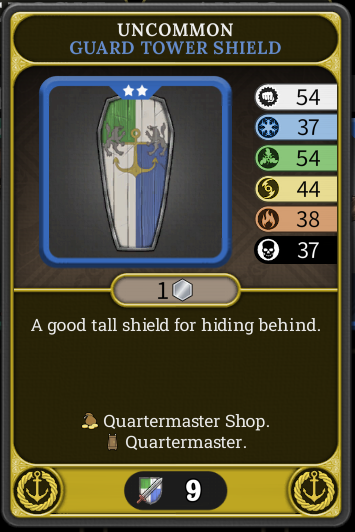 UNCOMMON
GUARD TOWER SHIELD
54
37
54
44
38
37
1
A good tall shield for hiding behind.
Quartermaster Shop.
Quartermaster.
9